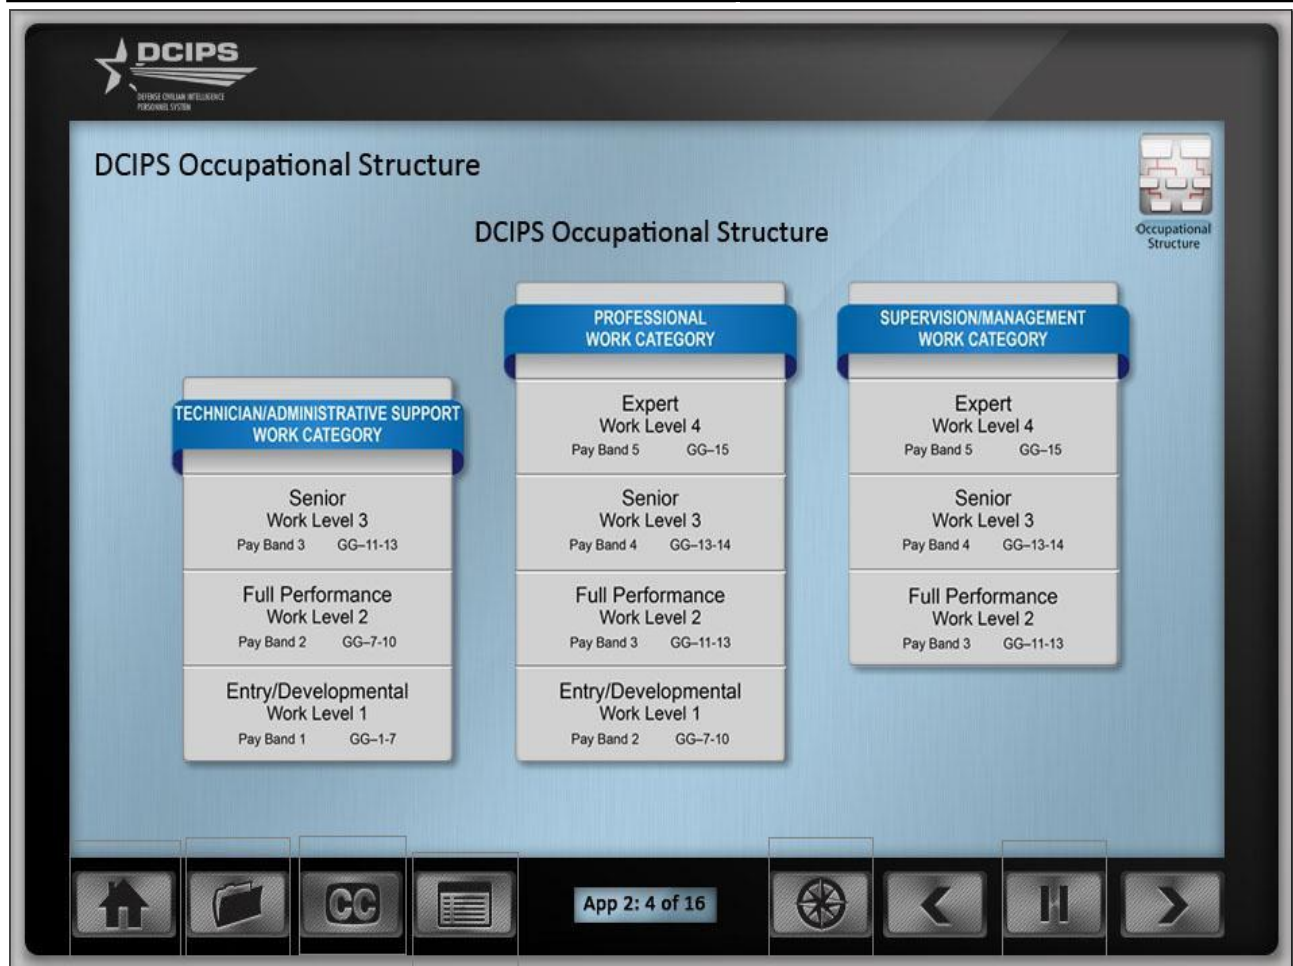 DCIPS
DEFENSE CIVILIAN INTELLIGENCE
PERSONNEL SYSTEM
DCIPS Occupational Structure
Occupational
Structure
DCIPS Occupational Structure
TECHNICIAN/ADMINISTRATIVE SUPPORT
WORK CATEGORY
Senior
Work Level 3
Pay Band 3 GG–11-13
Full Performance
Work Level 2
Pay Band 2 GG–7-10
Entry/Developmental
Work Level 1
Pay Band 1 GG–1-7
PROFESSIONAL
WORK CATEGORY
Expert
Work Level 4
Pay Band 5 GG–15
Senior
Work Level 3
Pay Band 4 GG–13-14
Full Performance
Work Level 2
Pay Band 3 GG–11-13
Entry/Developmental
Work Level 1
Pay Band 2 GG–7-10
SUPERVISION/MANAGEMENT
WORK CATEGORY
Expert
Work Level 4
Pay Band 5 GG–15
Senior
Work Level 3
Pay Band 4 GG–13-14
Full Performance
Work Level 2
Pay Band 3 GG–11-13
CC
App 2: 4 of 16